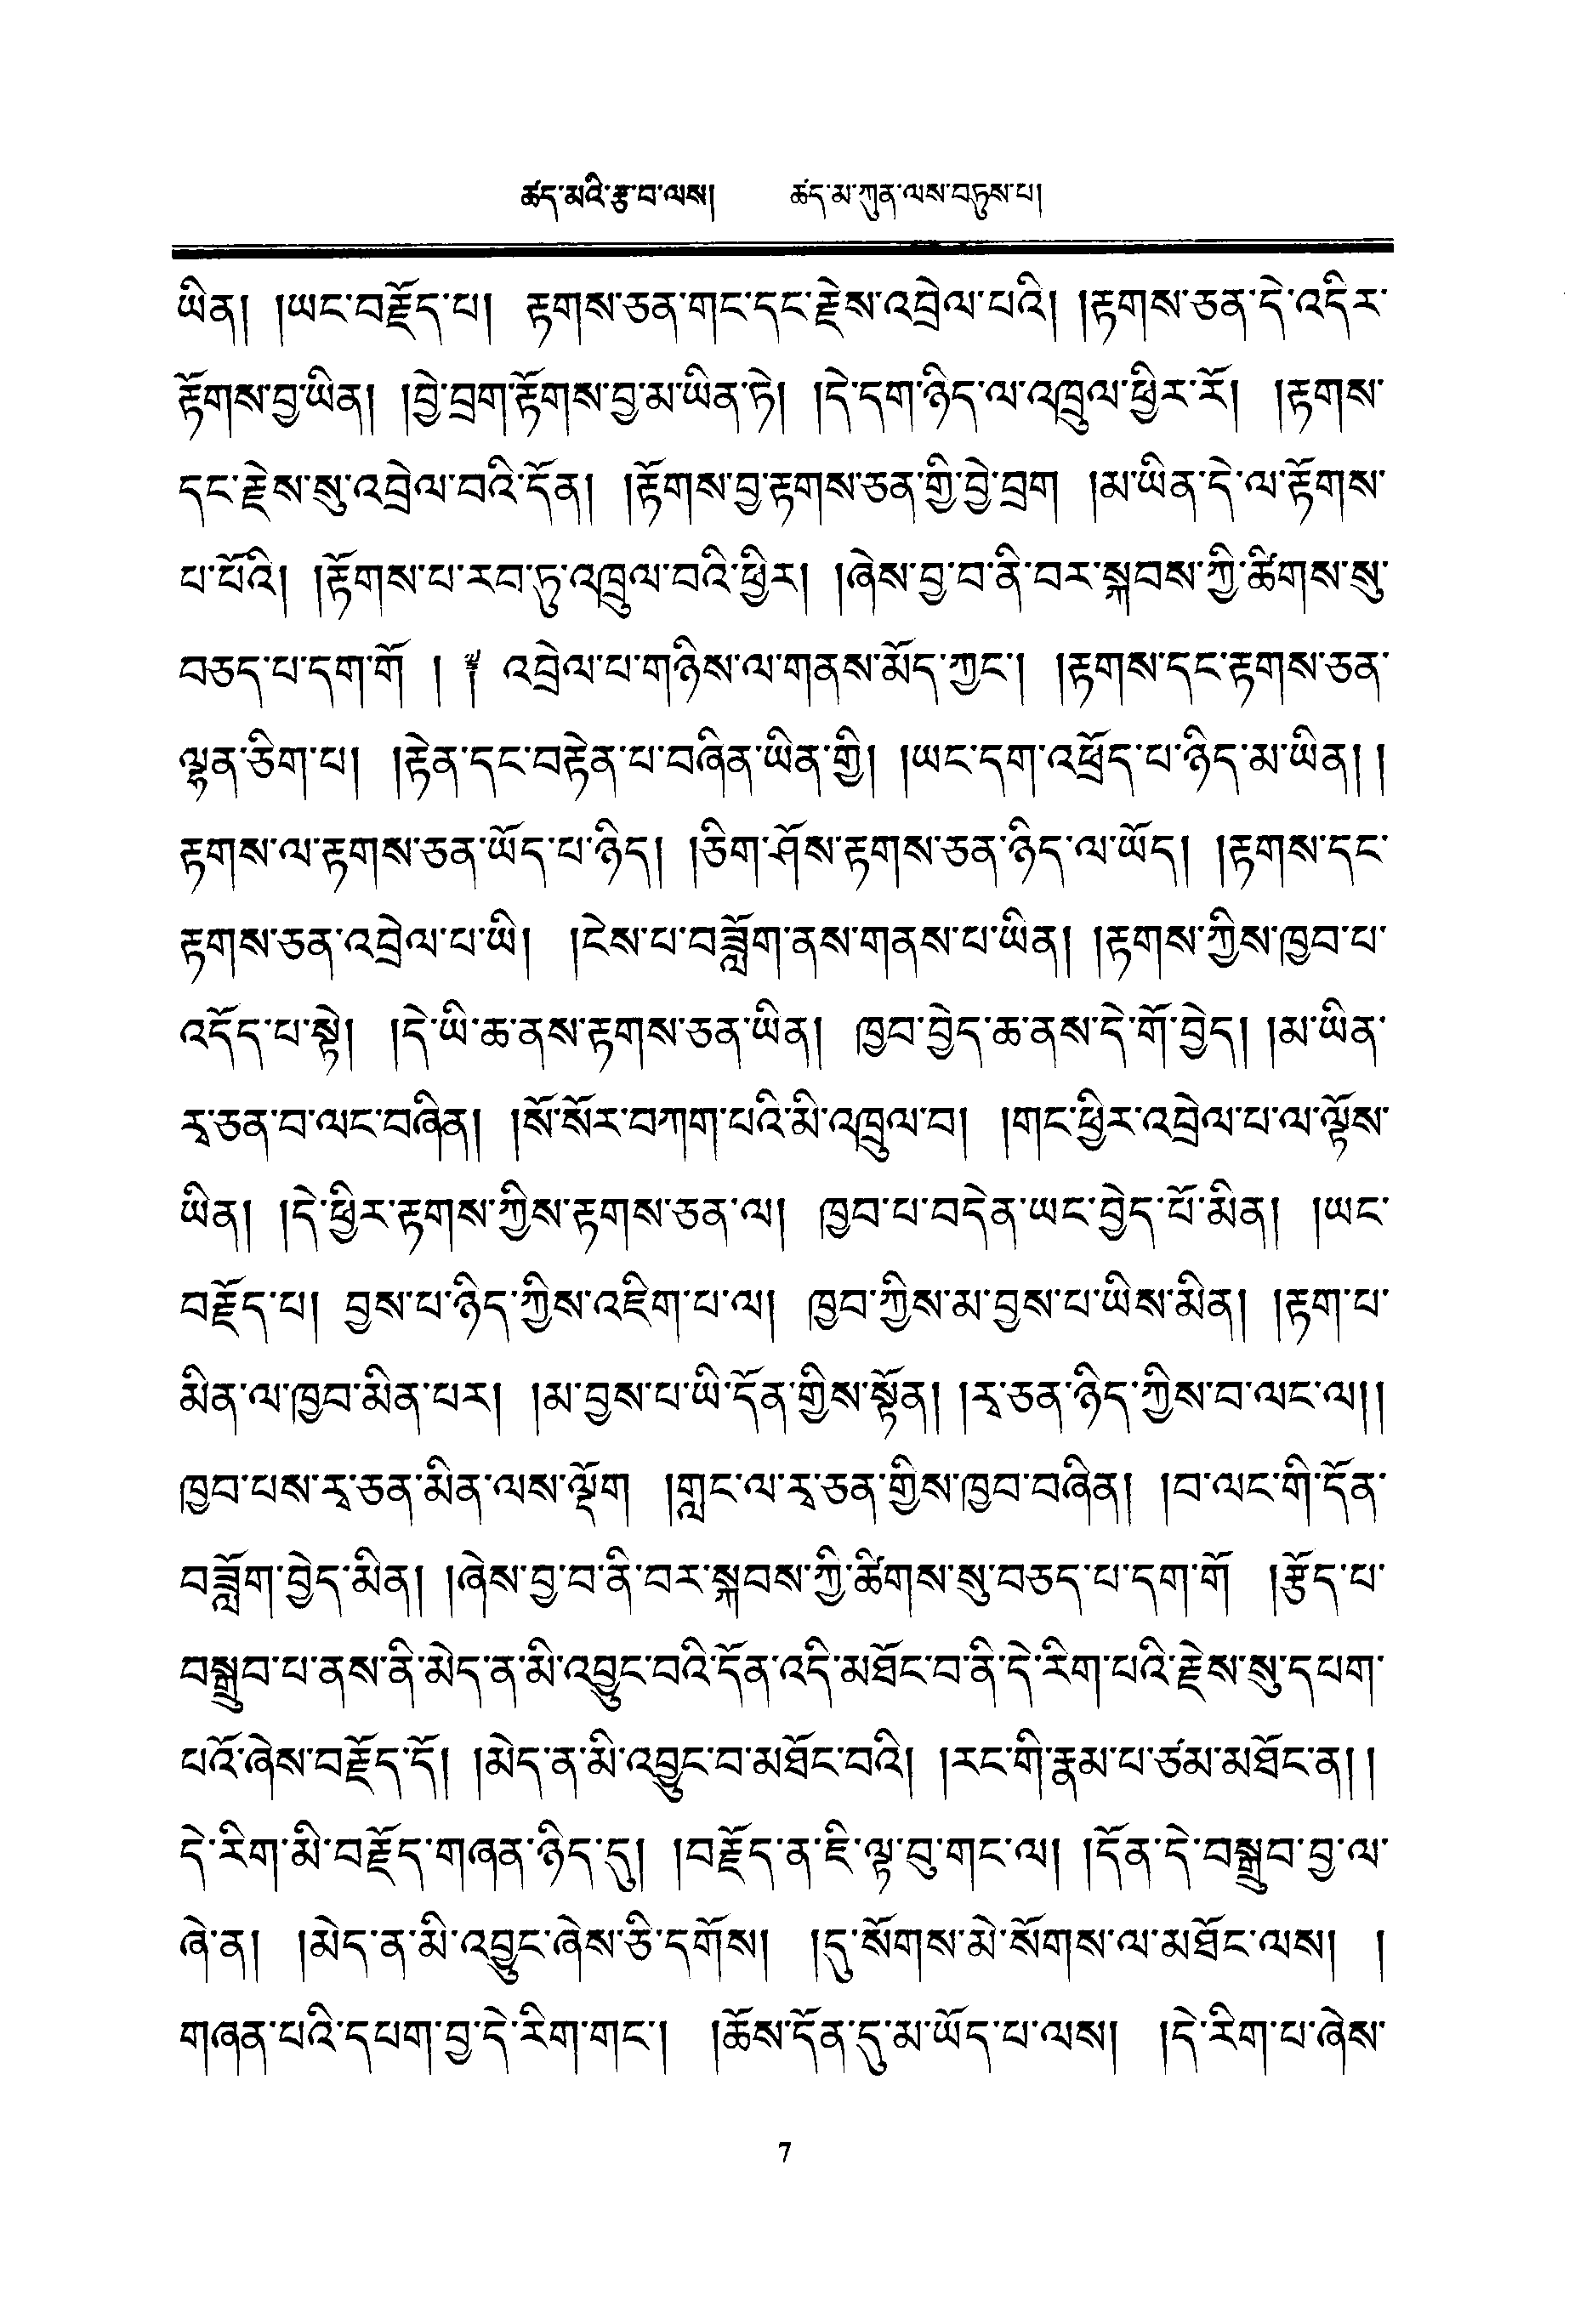 ཚད་མའི་རྩ་བ་ལས། ཚད་མ་ཀུན་ལས་བཏུས་པ།
ཡིན། །ཡང་བརྗོད་པ། རྟགས་ཅན་གང་དང་རྗེས་འབྲེལ་པའི། །རྟགས་ཅན་དེ་འདིར་
རྟོགས་བྱ་ཡིན། །བྱེ་བྲག་རྟོགས་བྱ་མ་ཡིན་ཏེ། །དེ་དག་ཉིད་ལ་འཁྲུལ་ཕྱིར་རོ། །རྟགས་
དང་རྗེས་སུ་འབྲེལ་བའི་དོན། །རྟོགས་བྱ་རྟགས་ཅན་གྱི་བྱེ་བྲག །མ་ཡིན་དེ་ལ་རྟོགས་
པ་པོའི། །རྟོགས་པ་རབ་ཏུ་འཁྲུལ་བའི་ཕྱིར། །ཞེས་བྱ་བ་ནི་བར་སྐབས་ཀྱི་ཚིགས་སུ་
བཅད་པ་དག་གོ ། ༈ འབྲེལ་པ་གཉིས་ལ་གནས་མོད་ཀྱང་། །རྟགས་དང་རྟགས་ཅན་
ལྷན་ཅིག་པ། །རྟེན་དང་བརྟེན་པ་བཞིན་ཡིན་གྱི། །ཡང་དག་འཕྲོད་པ་ཉིད་མ་ཡིན། །
རྟགས་ལ་རྟགས་ཅན་ཡོད་པ་ཉིད། །ཅིག་ཤོས་རྟགས་ཅན་ཉིད་ལ་ཡོད། །རྟགས་དང་
རྟགས་ཅན་འབྲེལ་པ་ཡི། །ངེས་པ་བཟློག་ནས་གནས་པ་ཡིན། །རྟགས་ཀྱིས་ཁྱབ་པ་
འདོད་པ་སྟེ། །དེ་ཡི་ཆ་ནས་རྟགས་ཅན་ཡིན། ཁྱབ་བྱེད་ཆ་ནས་དེ་གོ་བྱེད། །མ་ཡིན་
རྭ་ཅན་བ་ལང་བཞིན། །སོ་སོར་བཀག་པའི་མི་འཁྲུལ་བ། །གང་ཕྱིར་འབྲེལ་པ་ལ་ལྟོས་
ཡིན། །དེ་ཕྱིར་རྟགས་ཀྱིས་རྟགས་ཅན་ལ། ཁྱབ་པ་བདེན་ཡང་བྱེད་པོ་མིན། །ཡང་
བརྗོད་པ། བྱས་པ་ཉིད་ཀྱིས་འཇིག་པ་ལ། ཁྱབ་ཀྱིས་མ་བྱས་པ་ཡིས་མིན། །རྟག་པ་
མིན་ལ་ཁྱབ་མིན་པར། །མ་བྱས་པ་ཡི་དོན་གྱིས་སྟོན། །རྭ་ཅན་ཉིད་ཀྱིས་བ་ལང་ལ།།
ཁྱབ་པས་རྭ་ཅན་མིན་ལས་ལྡོག །གླང་ལ་རྭ་ཅན་གྱིས་ཁྱབ་བཞིན། །བ་ལང་གི་དོན་
བཟློག་བྱེད་མིན། །ཞེས་བྱ་བ་ནི་བར་སྐབས་ཀྱི་ཚིགས་སུ་བཅད་པ་དག་གོ །རྩོད་པ་
བསྒྲུབ་པ་ནས་ནི་མེད་ན་མི་འབྱུང་བའི་དོན་འདི་མཐོང་བ་ནི་དེ་རིག་པའི་རྗེས་སུ་དཔག་
པའོ་ཞེས་བརྗོད་དོ། །མེད་ན་མི་འབྱུང་བ་མཐོང་བའི། །རང་གི་རྣམ་པ་ཙམ་མཐོང་ན། །
དེ་རིག་མི་བརྗོད་གཞན་ཉིད་དུ། །བརྗོད་ན་ཇི་ལྟ་བུ་གང་ལ། །དོན་དེ་བསྒྲུབ་བྱ་ལ་
ཞེ་ན། །མེད་ན་མི་འབྱུང་ཞེས་ཅི་དགོས། །དུ་སོགས་མེ་སོགས་ལ་མཐོང་ལས། །
གཞན་པའི་དཔག་བྱ་དེ་རིག་གང་། །ཆོས་དོན་དུ་མ་ཡོད་པ་ལས། །དེ་རིག་པ་ཞེས་
7